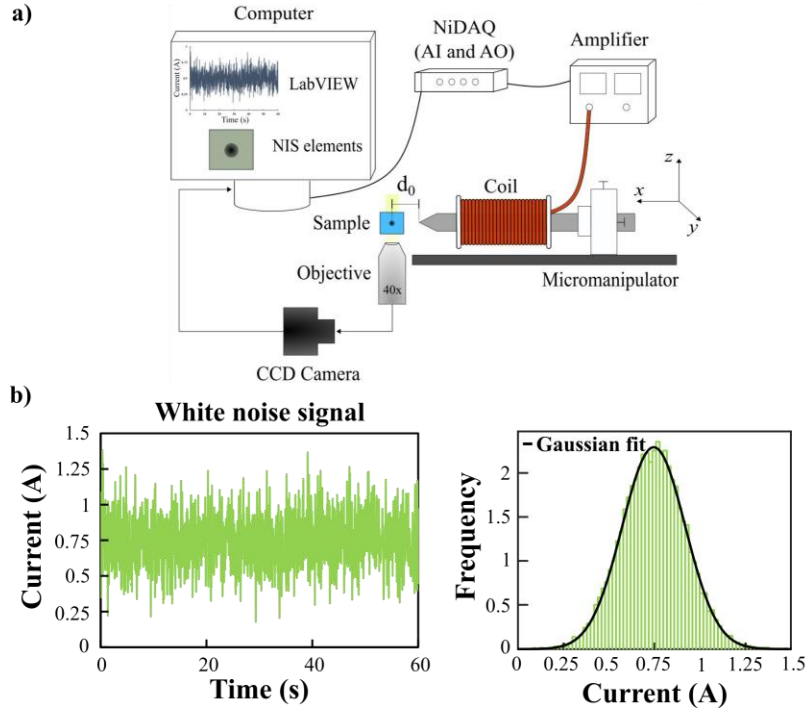 a)
Computer
NiDAQ
(AI and AO)
Amplifier
Current (A)
LabVIEW
Time (s)
NIS elements
d0
Coil
z
x
y
Sample
Objective
40x
Micromanipulator
CCD Camera
b)
White noise signal
1.5
1.25
1
0.75
0.5
0.25
0
Current (A)
0
20
40
60
Time (s)
Gaussian fit
2
1.5
1
0.5
0
Frequency
0
0.25
0.5
0.75
1
1.25
1.5
Current (A)